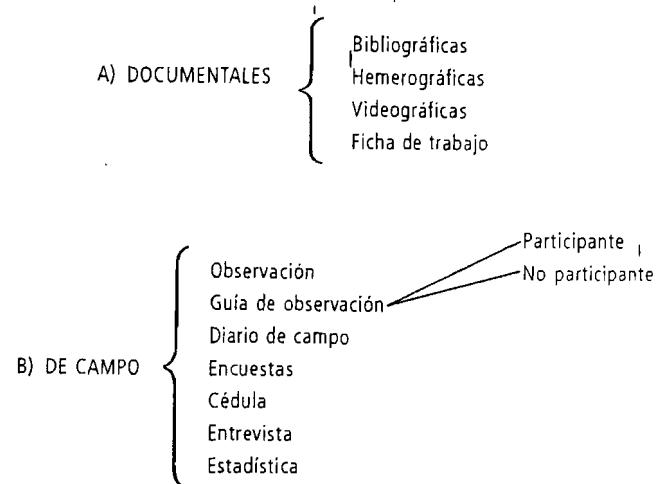 A) DOCUMENTALES
Bibliográficas
Hemerográficas
Videográficas
Ficha de trabajo
B) DE CAMPO
Observación
Guía de observación
Participante
No participante
Diario de campo
Encuestas
Cédula
Entrevista
Estadística